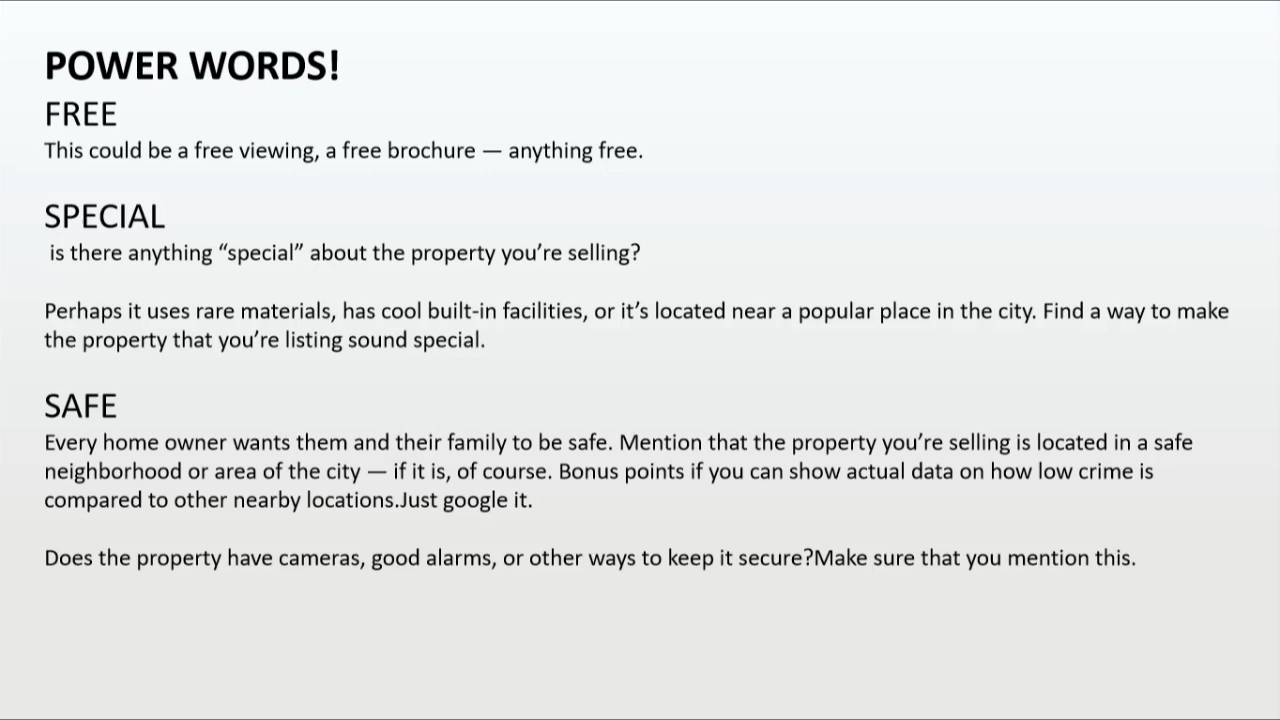 POWER WORDS!
FREE
This could be a free viewing, a free brochure — anything free.
SPECIAL
is there anything “special” about the property you’re selling?
Perhaps it uses rare materials, has cool built-in facilities, or it’s located near a popular place in the city. Find a way to make
the property that you’re listing sound special.
SAFE
Every home owner wants them and their family to be safe. Mention that the property you’re selling is located in a safe
neighborhood or area of the city — if it is, of course. Bonus points if you can show actual data on how low crime is
compared to other nearby locations.Just google it.
Does the property have cameras, good alarms, or other ways to keep it secure?Make sure that you mention this.